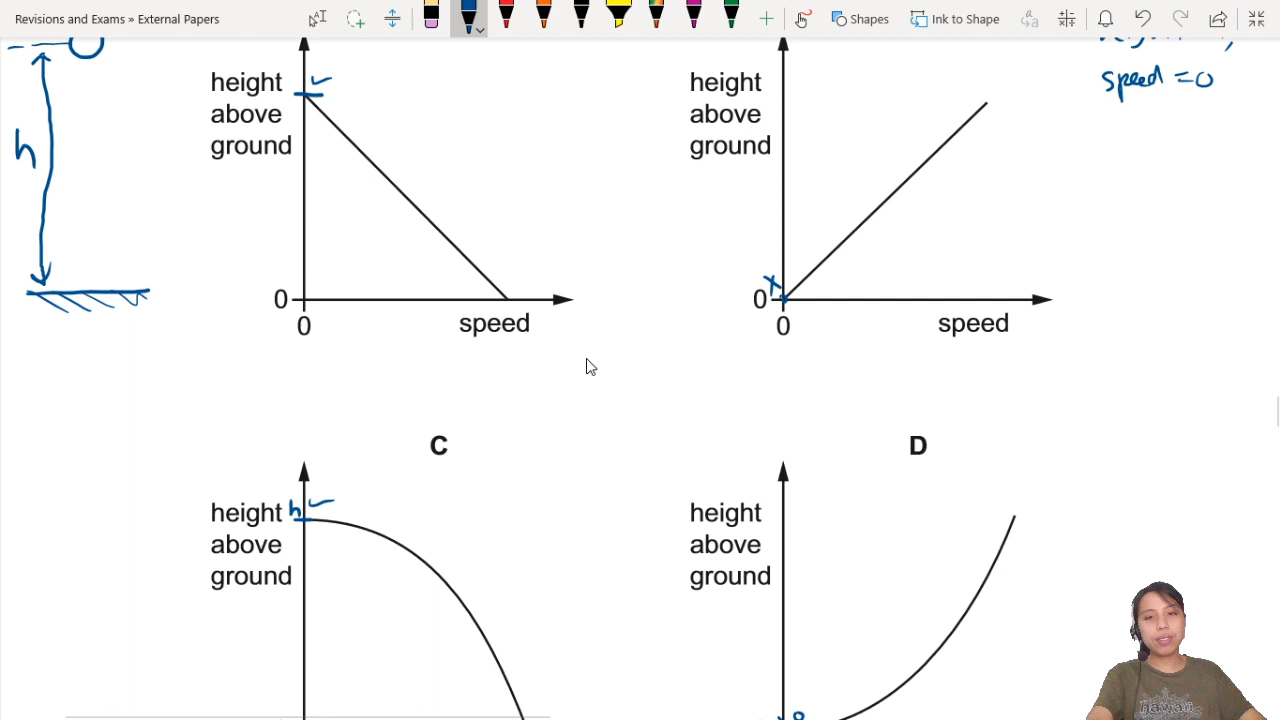 Revisions and Exams » External Papers
Shapes
Ink to Shape
speed = 0
height
above
ground
h
0
0
speed
height
above
ground
x
0
0
speed
C
D
height
above
ground
h
height
above
ground